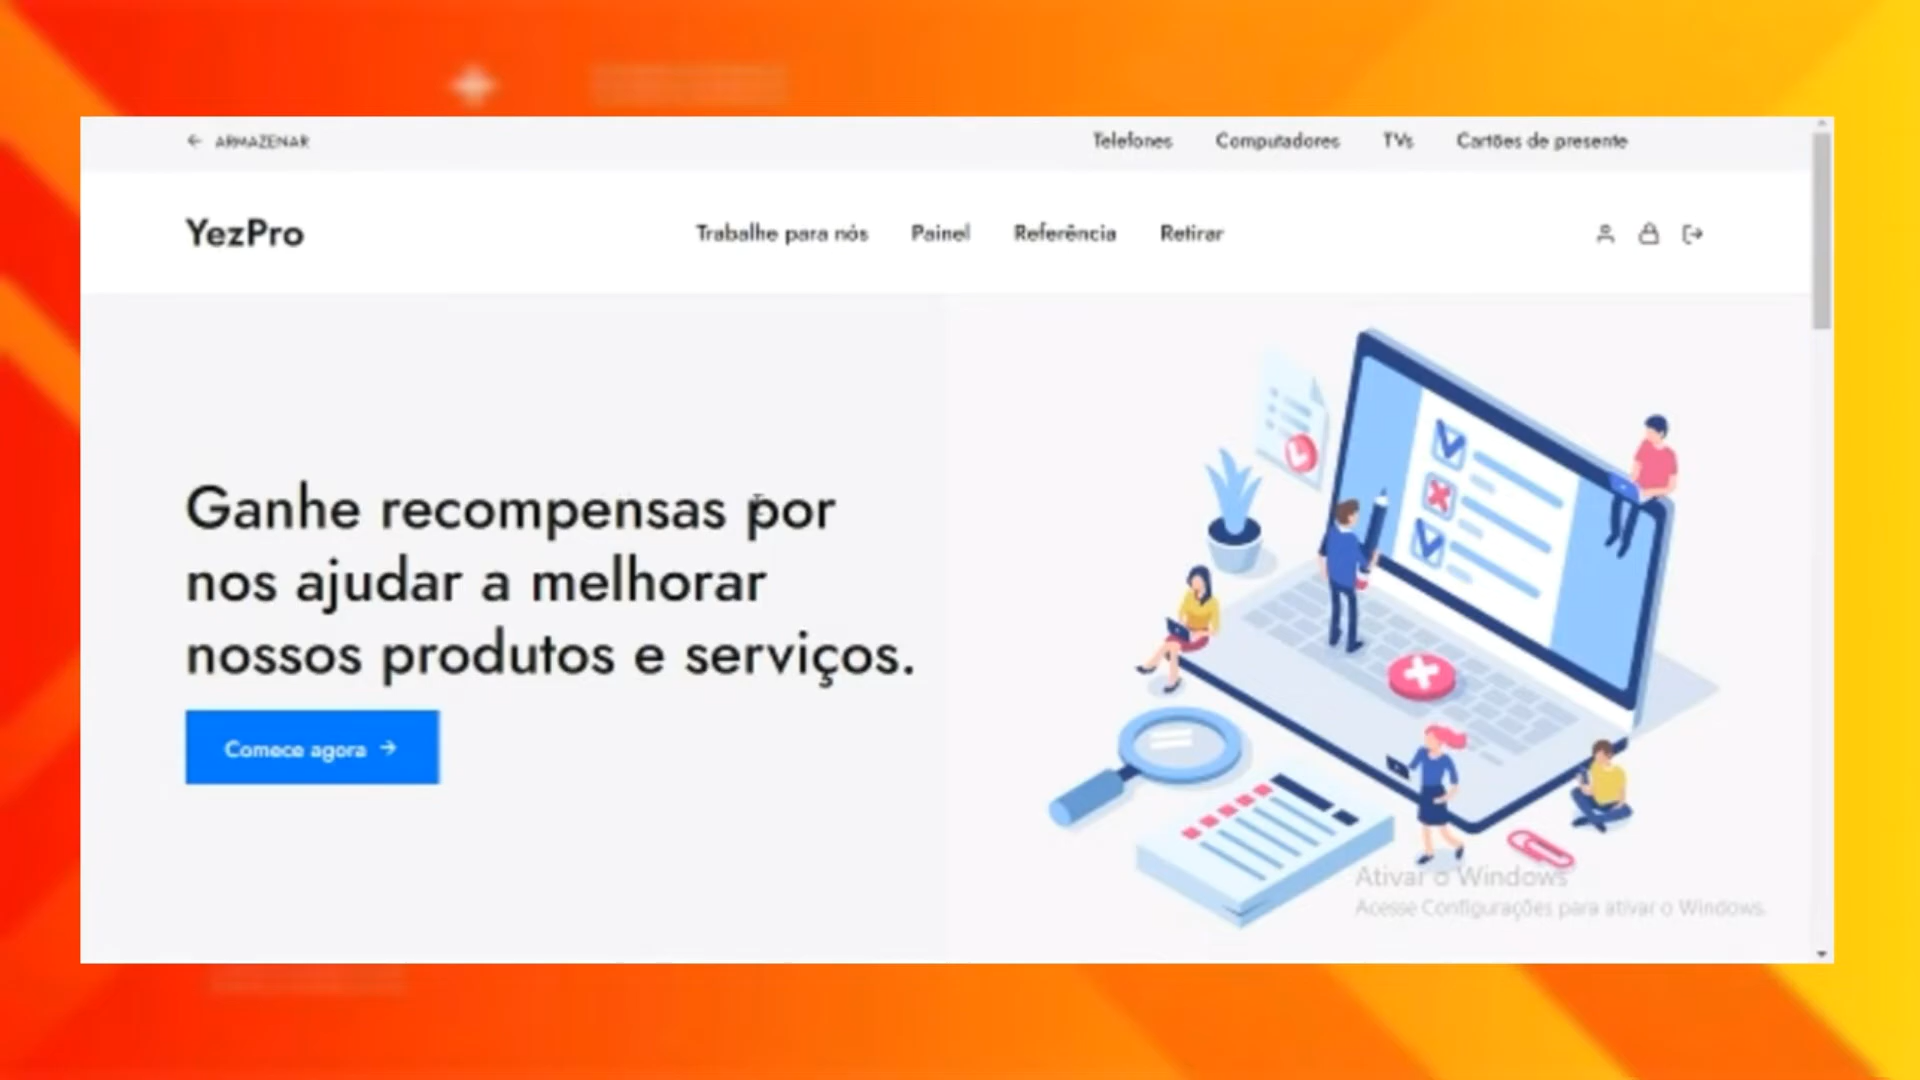 ← ARMAZENAR
Telefones Computadores TVs Cartões de presente
YezPro
Trabalhe para nós Painel Referência Retirar
Ganhe recompensas por
nos ajudar a melhorar
nossos produtos e serviços.
Comece agora →
Ativar o Windows
Acesse Configurações para ativar o Windows.